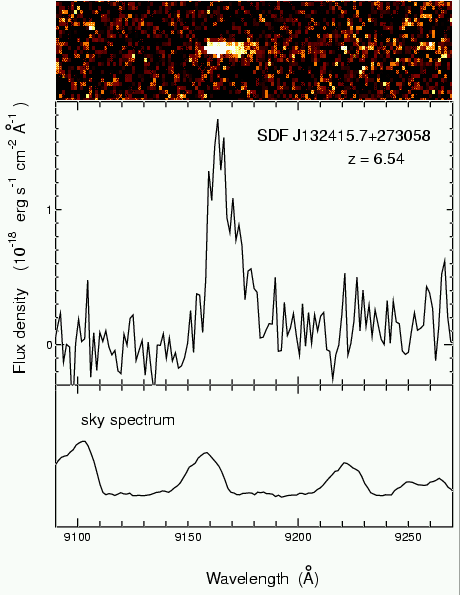 SDF J132415.7+273058
z = 6.54
Flux density (10⁻¹⁸ erg s⁻¹ cm⁻² Å⁻¹)
1
0
sky spectrum
9100 9150 9200 9250
Wavelength (Å)